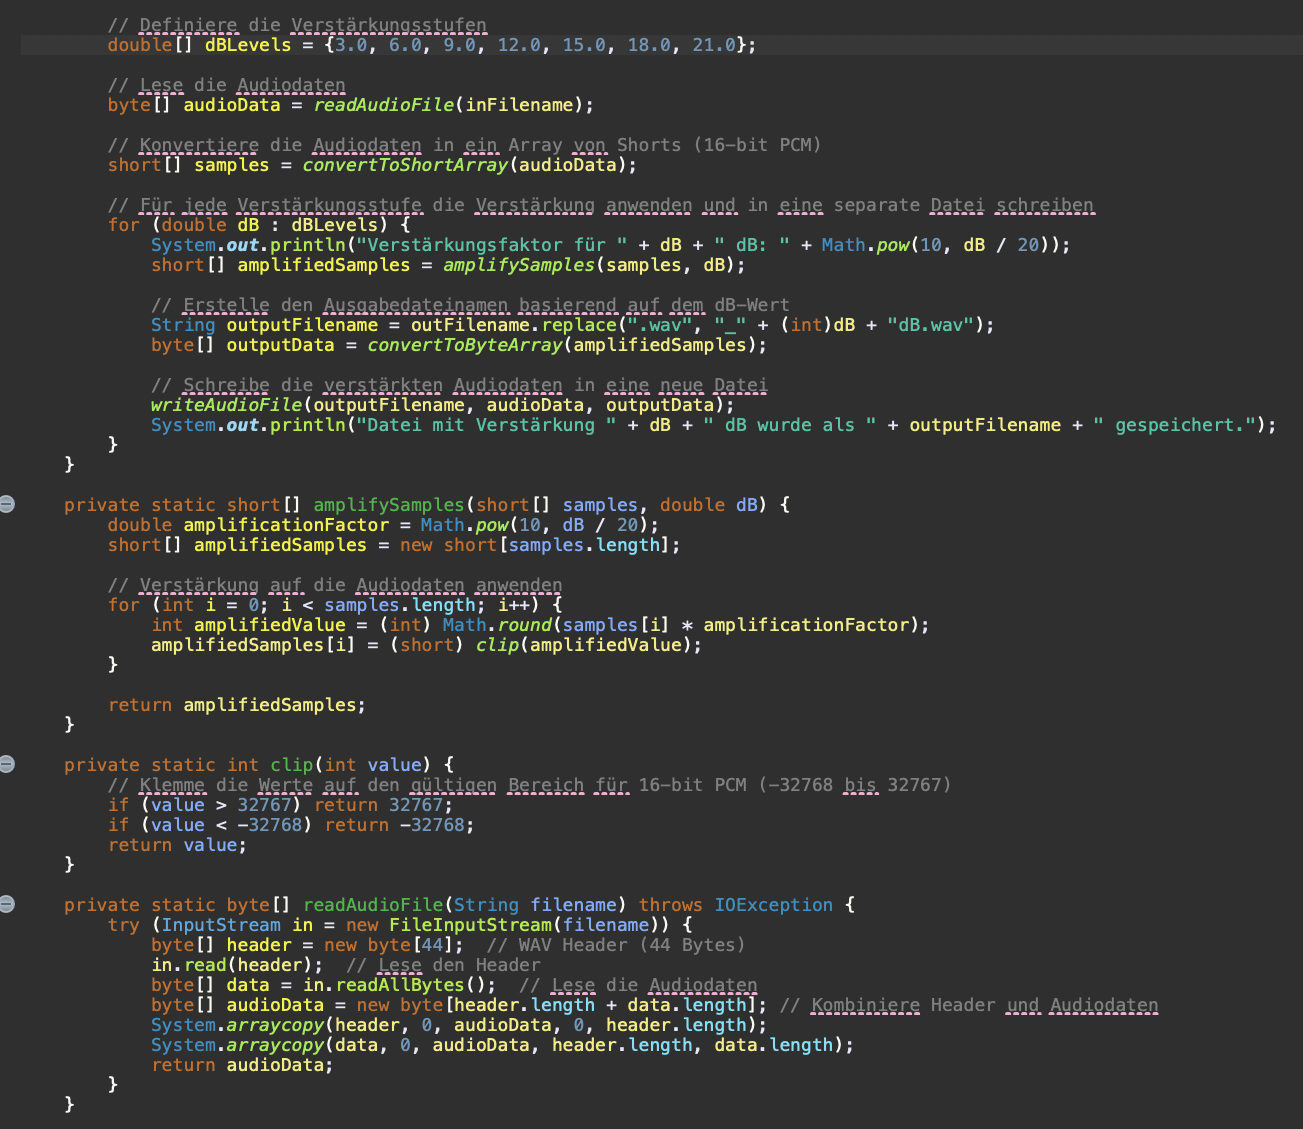 // Definiere die Verstärkungsstufen
double[] dBLevels = {3.0, 6.0, 9.0, 12.0, 15.0, 18.0, 21.0};
// Lese die Audiodaten
byte[] audioData = readAudioFile(inFilename);
// Konvertiere die Audiodaten in ein Array von Shorts (16-bit PCM)
short[] samples = convertToShortArray(audioData);
// Für jede Verstärkungsstufe die Verstärkung anwenden und in eine separate Datei schreiben
for (double dB : dBLevels) {
System.out.println("Verstärkungsfaktor für " + dB + " dB: " + Math.pow(10, dB / 20));
short[] amplifiedSamples = amplifySamples(samples, dB);
// Erstelle den Ausgabedateinamen basierend auf dem dB-Wert
String outputFilename = outFilename.replace(".wav", "_" + (int)dB + "dB.wav");
byte[] outputData = convertToByteArray(amplifiedSamples);
// Schreibe die verstärkten Audiodaten in eine neue Datei
writeAudioFile(outputFilename, audioData, outputData);
System.out.println("Datei mit Verstärkung " + dB + " dB wurde als " + outputFilename + " gespeichert.");
}
}
private static short[] amplifySamples(short[] samples, double dB) {
double amplificationFactor = Math.pow(10, dB / 20);
short[] amplifiedSamples = new short[samples.length];
// Verstärkung auf die Audiodaten anwenden
for (int i = 0; i < samples.length; i++) {
int amplifiedValue = (int) Math.round(samples[i] * amplificationFactor);
amplifiedSamples[i] = (short) clip(amplifiedValue);
}
return amplifiedSamples;
}
private static int clip(int value) {
// Klemme die Werte auf den gültigen Bereich für 16-bit PCM (-32768 bis 32767)
if (value > 32767) return 32767;
if (value < -32768) return -32768;
return value;
}
private static byte[] readAudioFile(String filename) throws IOException {
try (InputStream in = new FileInputStream(filename)) {
byte[] header = new byte[44];  // WAV Header (44 Bytes)
in.read(header);  // Lese den Header
byte[] data = in.readAllBytes();  // Lese die Audiodaten
byte[] audioData = new byte[header.length + data.length]; // Kombiniere Header und Audiodaten
System.arraycopy(header, 0, audioData, 0, header.length);
System.arraycopy(data, 0, audioData, header.length, data.length);
return audioData;
}
}